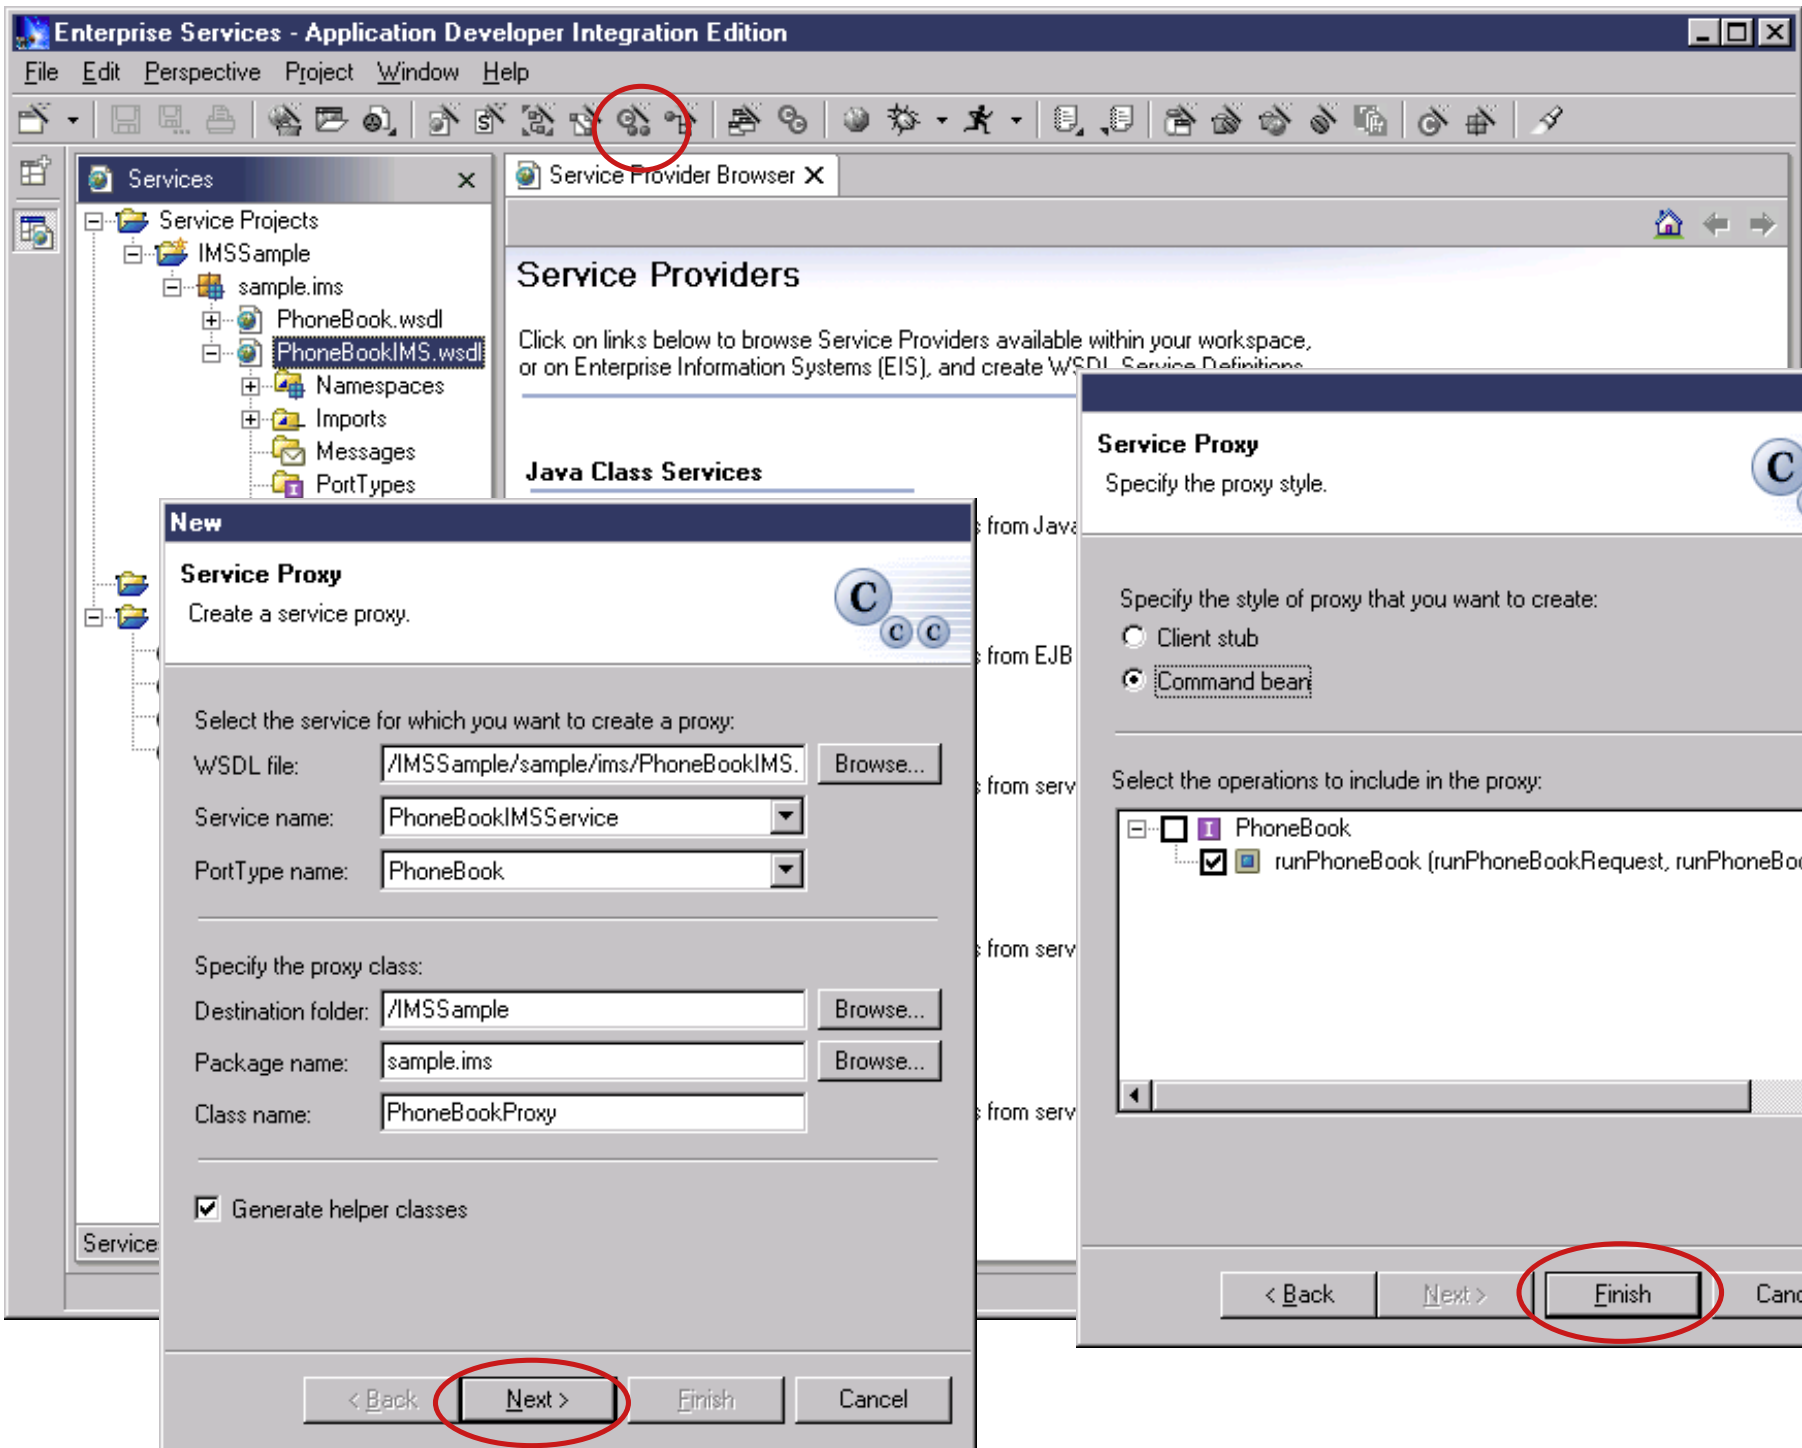 Enterprise Services - Application Developer Integration Edition
File Edit Perspective Project Window Help
Services
Service Provider Browser
Service Projects
IMSSample
sample.ims
PhoneBook.wsdl
PhoneBookIMS.wsdl
Namespaces
Imports
Messages
PortTypes
Service
Service Providers
Click on links below to browse Service Providers available within your workspace,
or on Enterprise Information Systems (EIS), and create WSDL Service Definitions
Java Class Services
s from Java
s from EJB
s from serv
s from serv
s from serv
New
Service Proxy
Create a service proxy.
C
C C
Select the service for which you want to create a proxy:
WSDL file: /IMSSample/sample/ims/PhoneBookIMS. Browse...
Service name: PhoneBookIMSService
PortType name: PhoneBook
Specify the proxy class:
Destination folder: /IMSSample Browse...
Package name: sample.ims Browse...
Class name: PhoneBookProxy
Generate helper classes
< Back Next > Finish Cancel
Service Proxy
Specify the proxy style.
C
Specify the style of proxy that you want to create:
Client stub
Command bean
Select the operations to include in the proxy:
I PhoneBook
runPhoneBook (runPhoneBookRequest, runPhoneBoo
< Back Next > Finish Canc